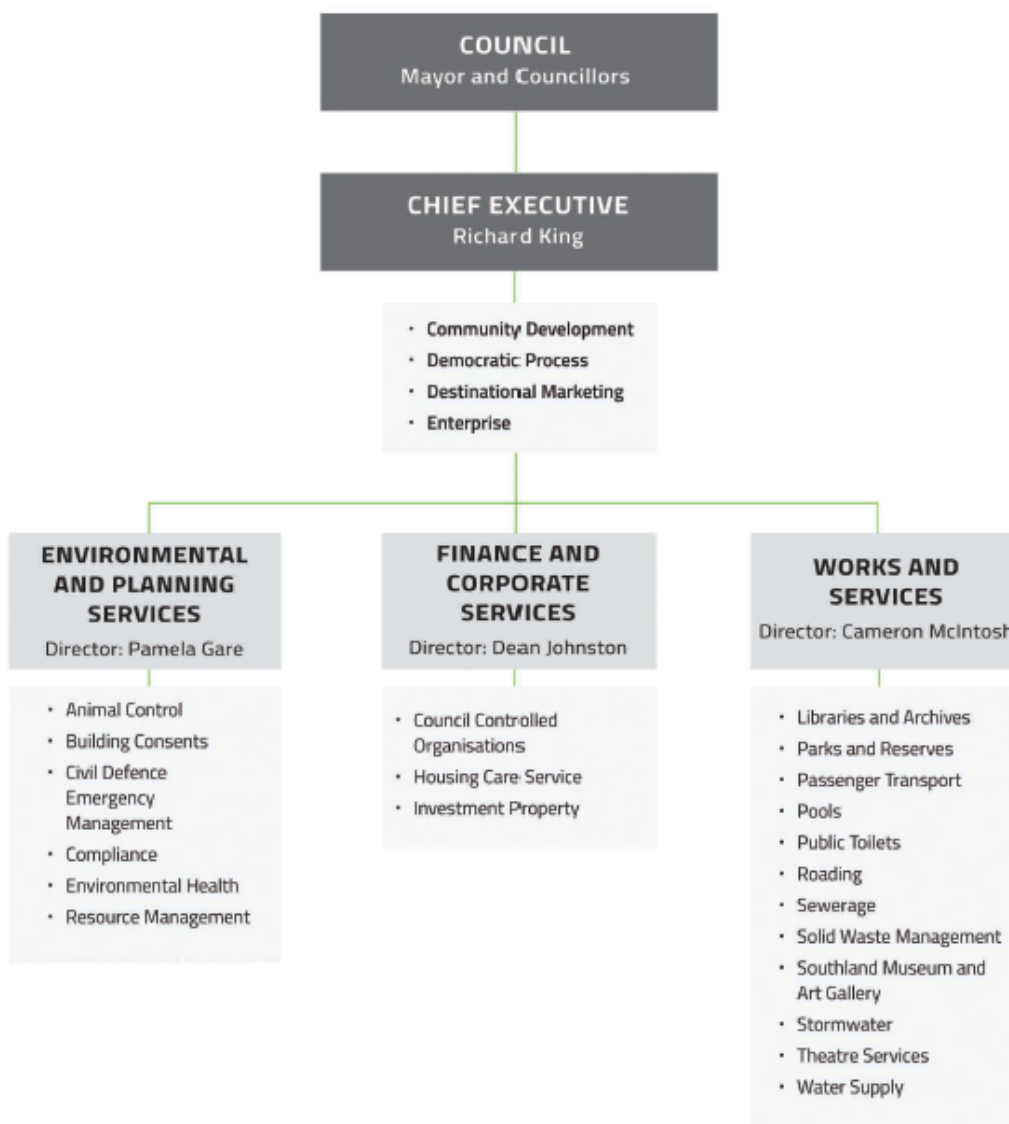 COUNCIL
Mayor and Councillors
CHIEF EXECUTIVE
Richard King
· Community Development
· Democratic Process
· Destinational Marketing
· Enterprise
ENVIRONMENTAL
AND PLANNING
SERVICES
Director: Pamela Gare
· Animal Control
· Building Consents
· Civil Defence
Emergency
Management
· Compliance
· Environmental Health
· Resource Management
FINANCE AND
CORPORATE
SERVICES
Director: Dean Johnston
· Council Controlled
Organisations
· Housing Care Service
· Investment Property
WORKS AND
SERVICES
Director: Cameron McIntosh
· Libraries and Archives
· Parks and Reserves
· Passenger Transport
· Pools
· Public Toilets
· Roading
· Sewerage
· Solid Waste Management
· Southland Museum and
Art Gallery
· Stormwater
· Theatre Services
· Water Supply